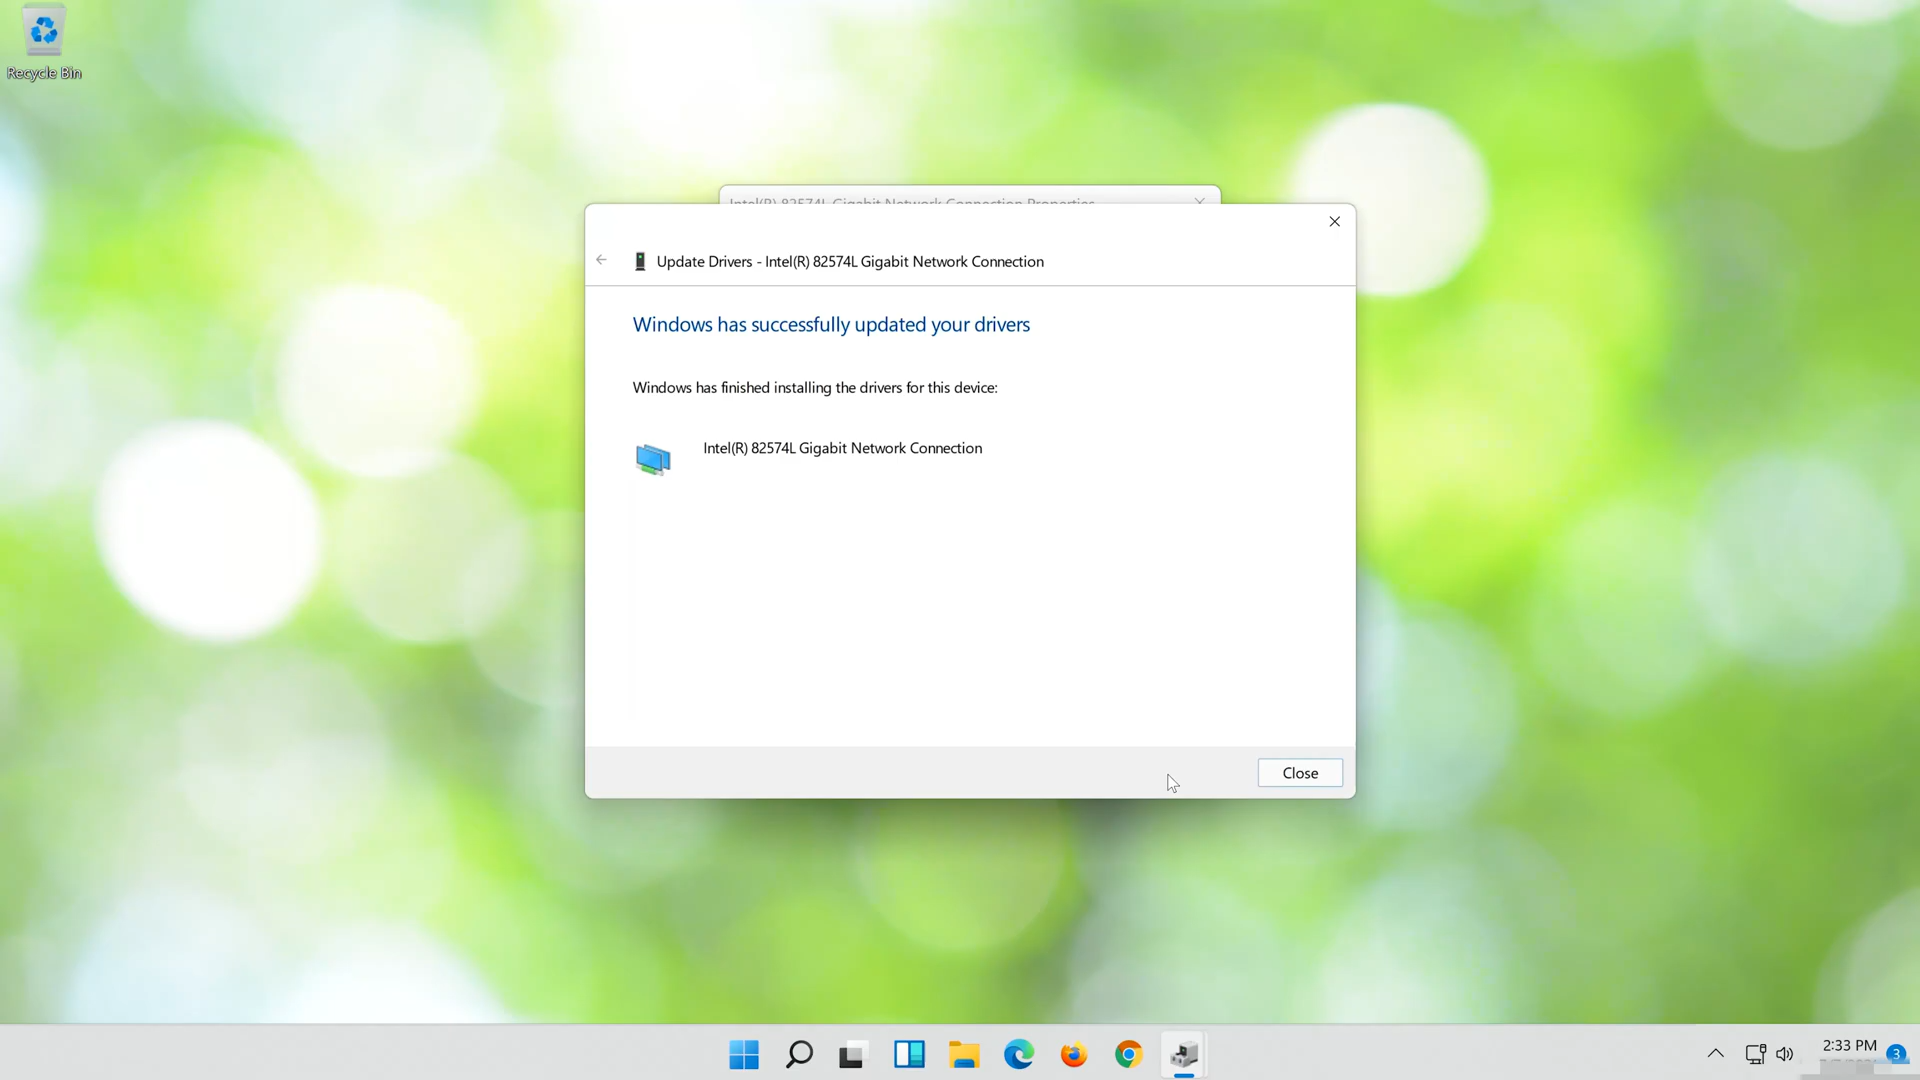 Recycle Bin
Intel(R) 82574L Gigabit Network Connection Properties
Update Drivers - Intel(R) 82574L Gigabit Network Connection
Windows has successfully updated your drivers
Windows has finished installing the drivers for this device:
Intel(R) 82574L Gigabit Network Connection
Close
2:33 PM
3